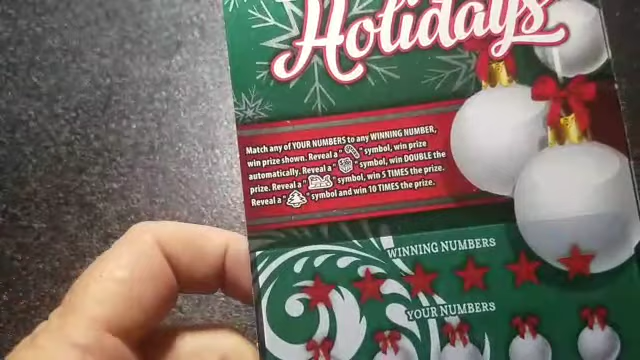 Holidays
Match any of YOUR NUMBERS to any WINNING NUMBER,
win prize shown. Reveal a " " symbol, win prize
automatically. Reveal a " " symbol, win DOUBLE the
prize. Reveal a " " symbol, win 5 TIMES the prize.
Reveal a " " symbol and win 10 TIMES the prize.
WINNING NUMBERS
YOUR NUMBERS